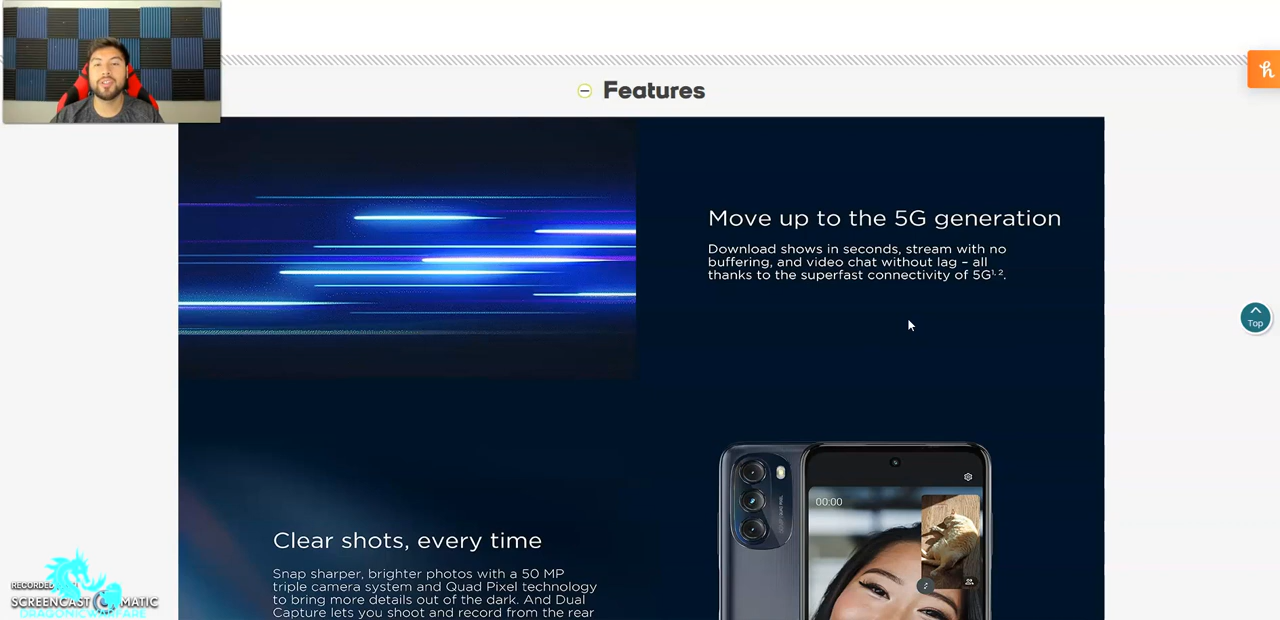 Features
Move up to the 5G generation
Download shows in seconds, stream with no
buffering, and video chat without lag – all
thanks to the superfast connectivity of 5G¹, ².
Top
00:00
Clear shots, every time
Snap sharper, brighter photos with a 50 MP
triple camera system and Quad Pixel technology
to bring more details out of the dark. And Dual
Capture lets you shoot and record from the rear
RECORDED
SCREENCAST MATIC
DRAGONICWARFARE